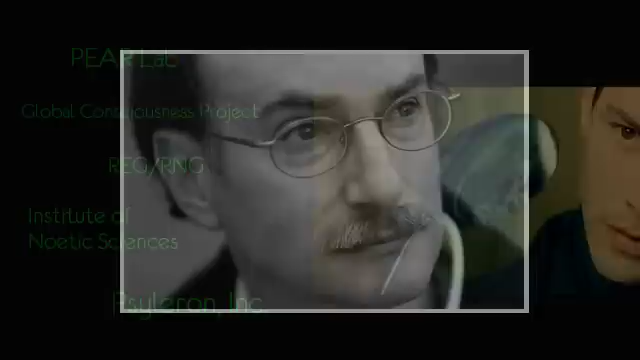 PEAR Lab
Global Consciousness Project
REG/RNG
Institute of
Noetic Sciences
Psyleron, Inc.